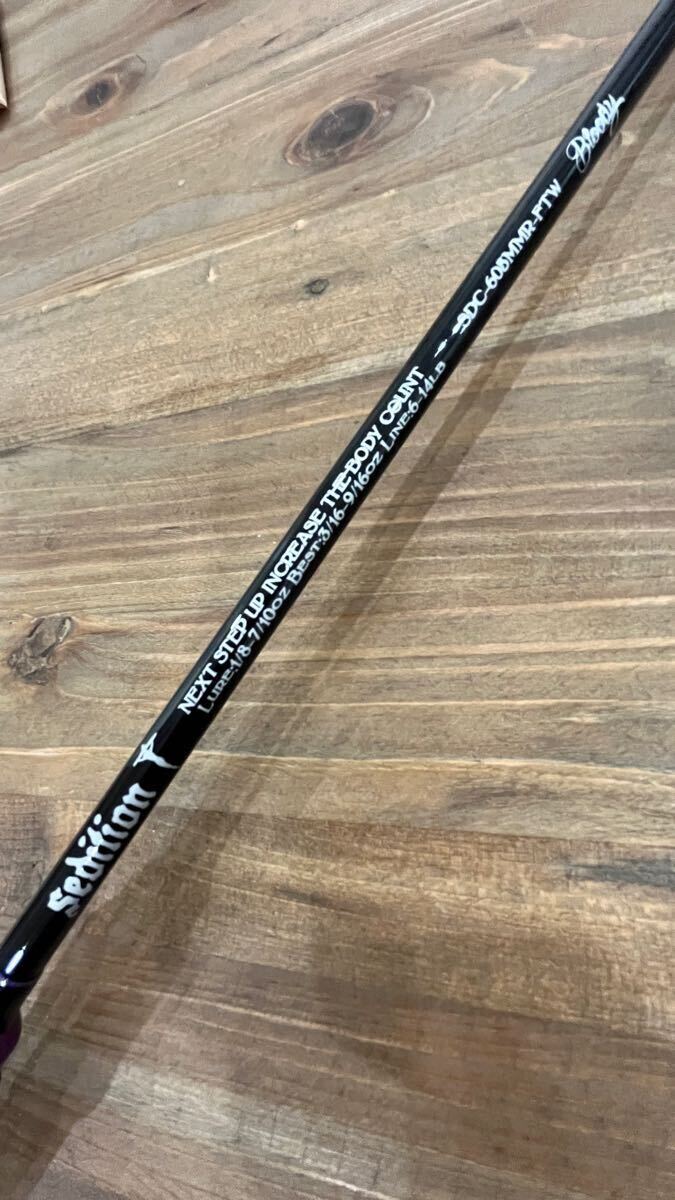 Sedition
NEXT STEP UP INCREASE THE BODY COUNT
SDC-605MMR-FTW
Bloody
LURE:1/8-7/10OZ BEST:3/16-9/16OZ LINE:6-14LB